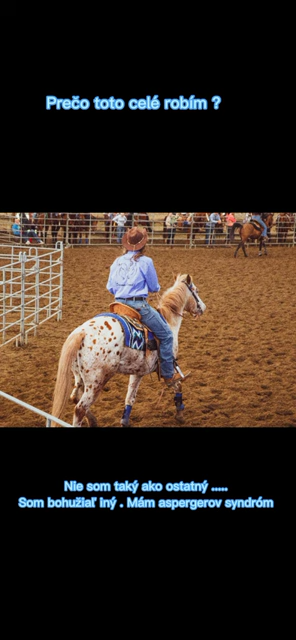 Prečo toto celé robím ?
Nie som taký ako ostatný .....
Som bohužiaľ iný . Mám aspergerov syndróm